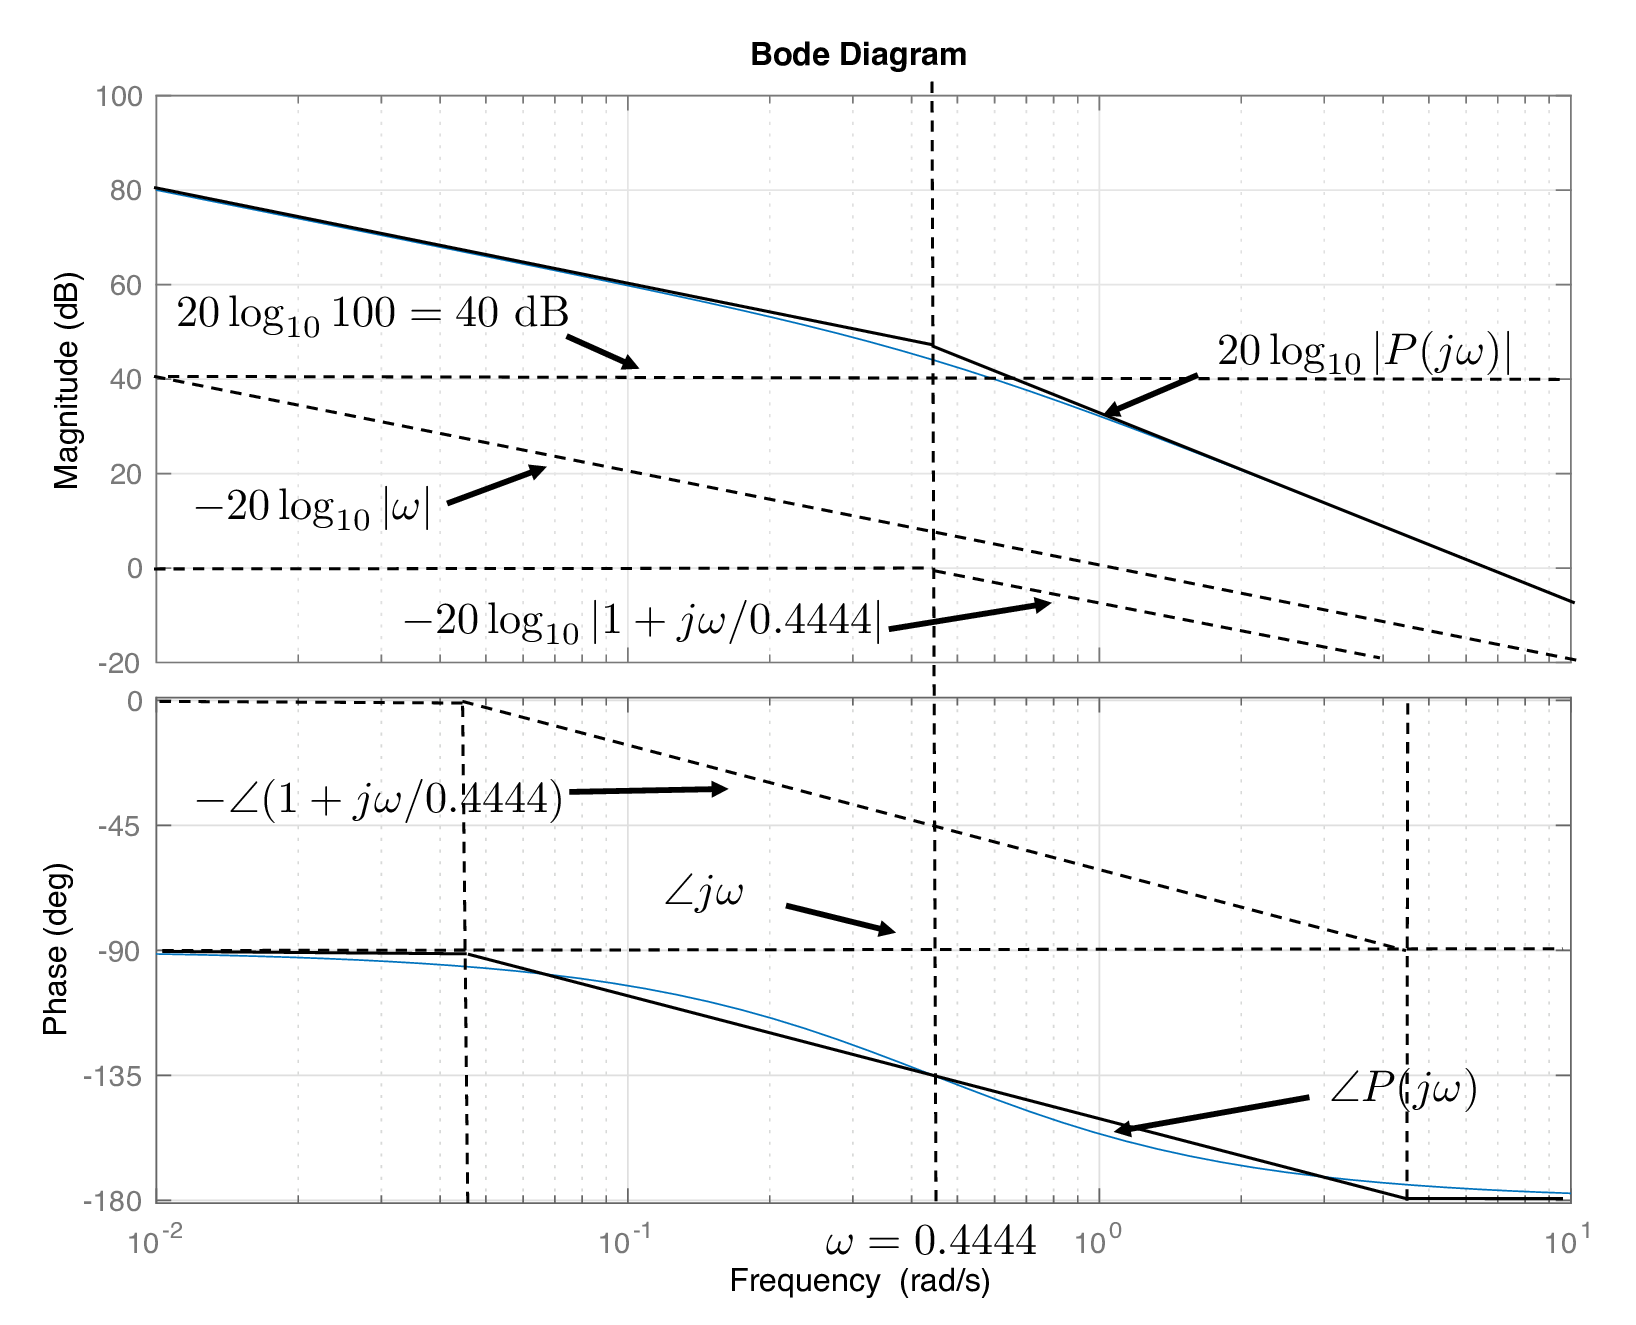 Bode Diagram
100
80
60
40
20
0
-20
Magnitude (dB)
20 log₁₀ 100 = 40 dB
20 log₁₀ |P(jω)|
−20 log₁₀ |ω|
−20 log₁₀ |1 + jω/0.4444|
0
-45
-90
-135
-180
Phase (deg)
−∠(1 + jω/0.4444)
∠jω
∠P(jω)
10⁻² 10⁻¹ ω = 0.4444 10⁰ 10¹
Frequency (rad/s)